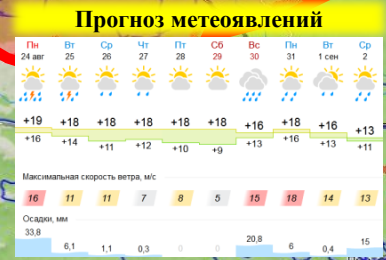 Прогноз метеоявлений
Пн Вт Ср Чт Пт Сб Вс Пн Вт Ср
24 авг 25 26 27 28 29 30 31 1 сен 2
+19 +18 +18 +18 +18 +18 +16 +18 +16 +13
+16 +14 +11 +12 +10 +9 +13 +16 +13 +11
Максимальная скорость ветра, м/с
16 11 11 7 8 5 15 18 14 13
Осадки, мм
33,8 6,1 1,1 0,3 0 0 20,8 6 0,4 15